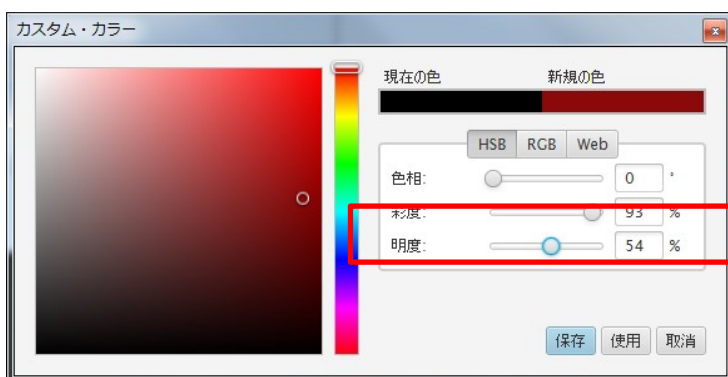 カスタム・カラー
現在の色 新規の色
HSB RGB Web
色相: 0 °
彩度: 93 %
明度: 54 %
保存 使用 取消